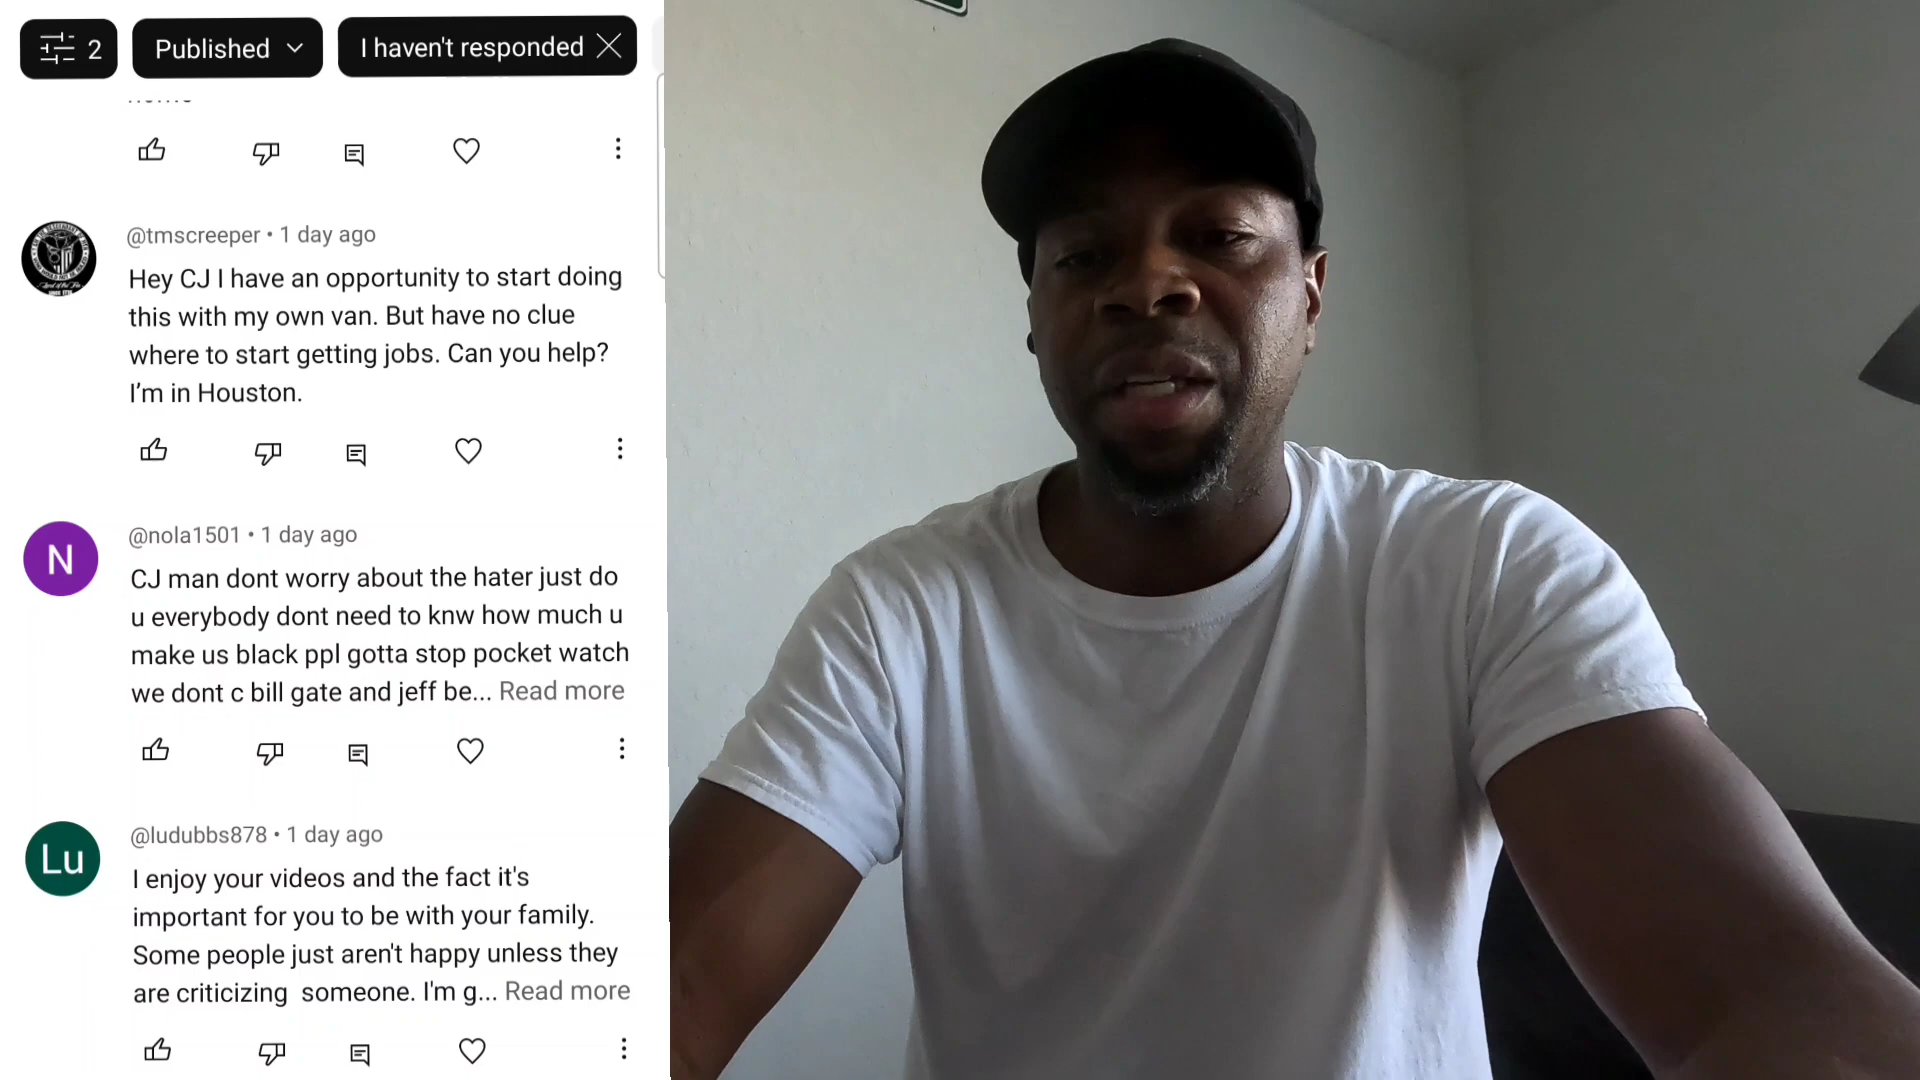 2
Published
I haven't responded
@tmscreeper • 1 day ago
Hey CJ I have an opportunity to start doing
this with my own van. But have no clue
where to start getting jobs. Can you help?
I’m in Houston.
N
@nola1501 • 1 day ago
CJ man dont worry about the hater just do
u everybody dont need to knw how much u
make us black ppl gotta stop pocket watch
we dont c bill gate and jeff be... Read more
Lu
@ludubbs878 • 1 day ago
I enjoy your videos and the fact it's
important for you to be with your family.
Some people just aren't happy unless they
are criticizing  someone. I'm g... Read more